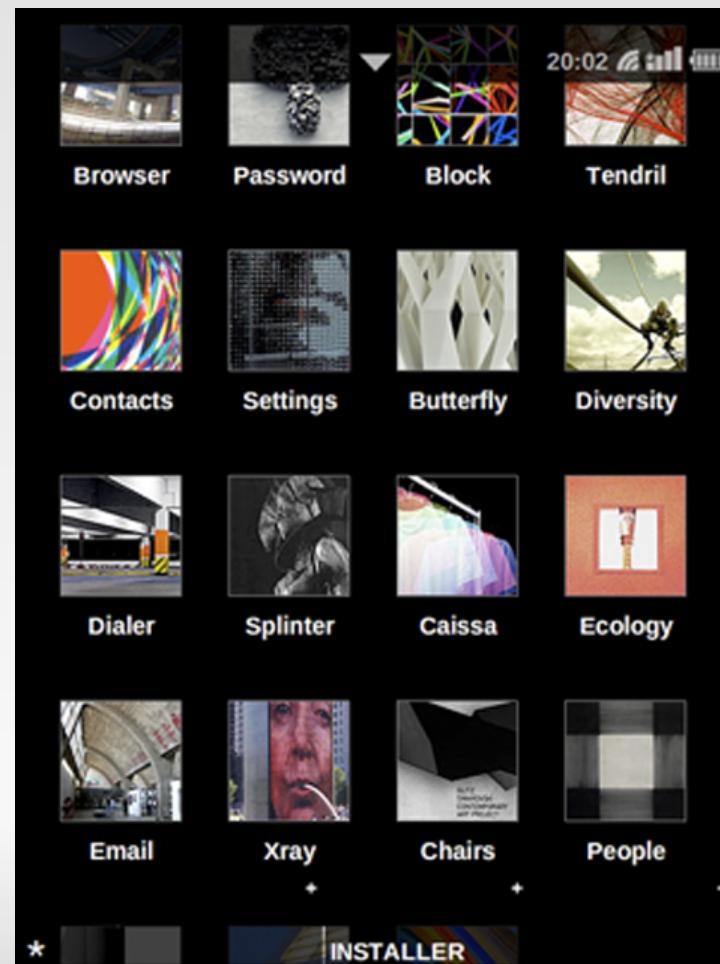 20:02
Browser Password Block Tendril
Contacts Settings Butterfly Diversity
Dialer Splinter Caissa Ecology
Email Xray Chairs People
* INSTALLER